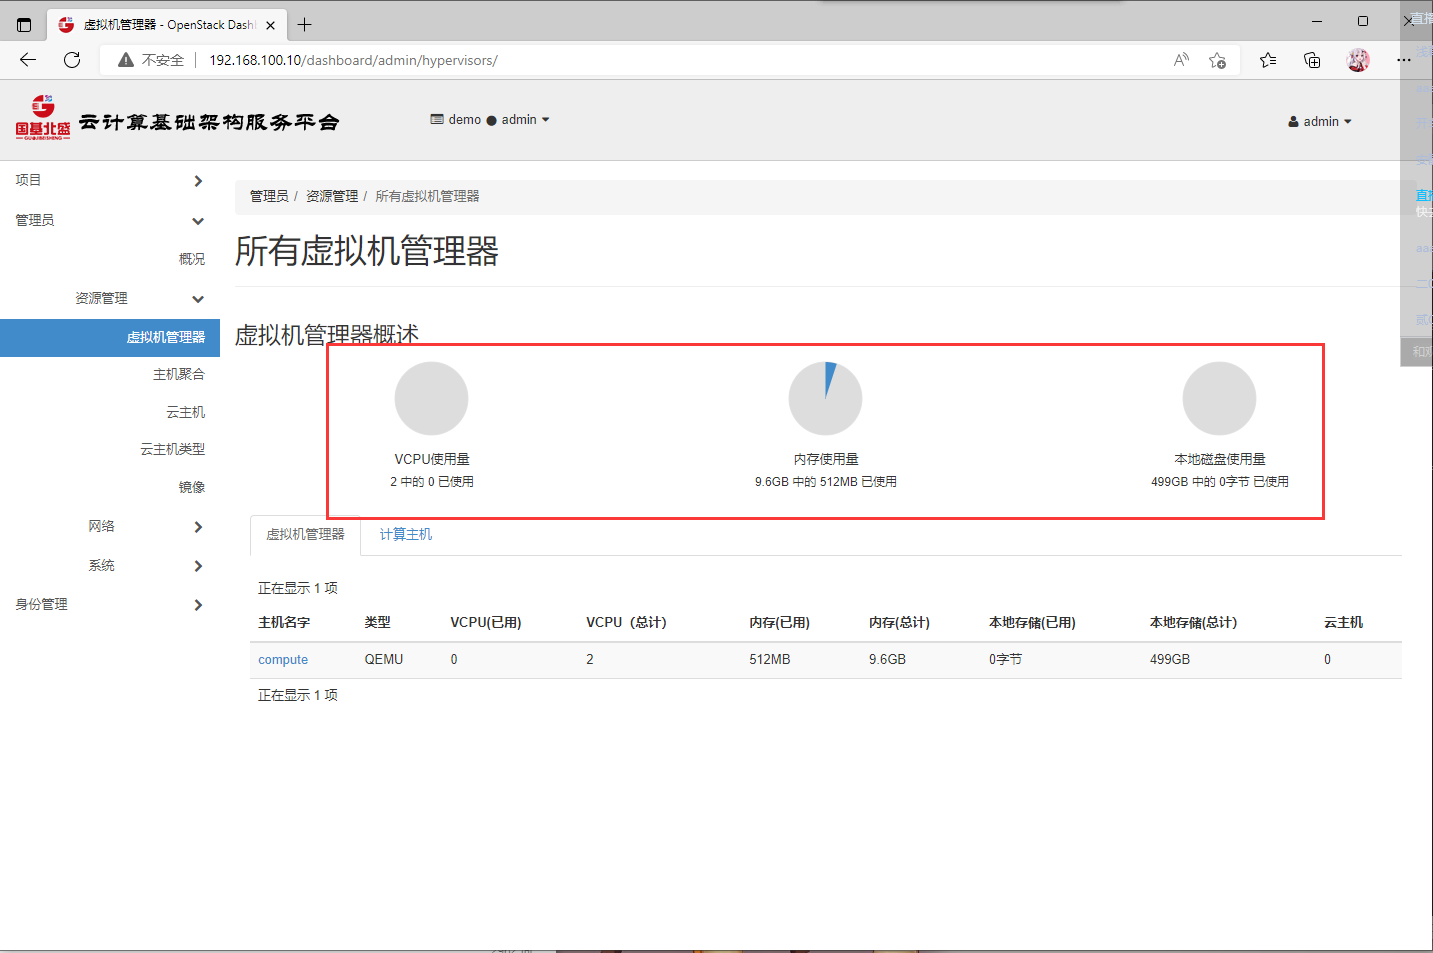 虚拟机管理器 - OpenStack Dash
不安全
192.168.100.10/dashboard/admin/hypervisors/
国基北盛
云计算基础架构服务平台
demo ● admin
admin
项目
管理员
概况
资源管理
虚拟机管理器
主机聚合
云主机
云主机类型
镜像
网络
系统
身份管理
管理员 / 资源管理 / 所有虚拟机管理器
所有虚拟机管理器
虚拟机管理器概述
VCPU使用量
2 中的 0 已使用
内存使用量
9.6GB 中的 512MB 已使用
本地磁盘使用量
499GB 中的 0字节 已使用
虚拟机管理器 计算主机
正在显示 1 项
主机名字 类型 VCPU(已用) VCPU（总计） 内存(已用) 内存(总计) 本地存储(已用) 本地存储(总计） 云主机
compute QEMU 0 2 512MB 9.6GB 0字节 499GB 0
正在显示 1 项